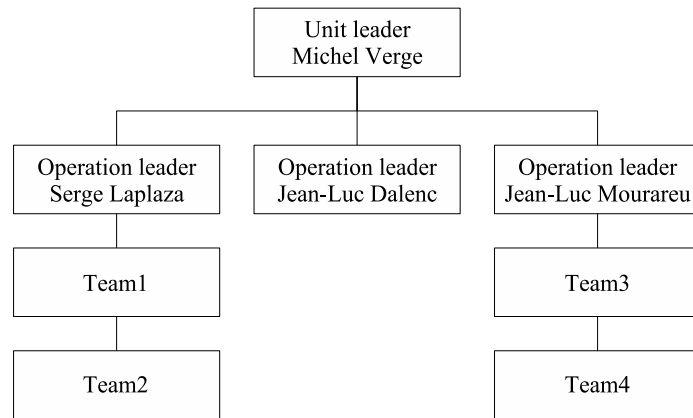 Unit leader
Michel Verge
Operation leader
Serge Laplaza
Operation leader
Jean-Luc Dalenc
Operation leader
Jean-Luc Mourareu
Team1
Team3
Team2
Team4